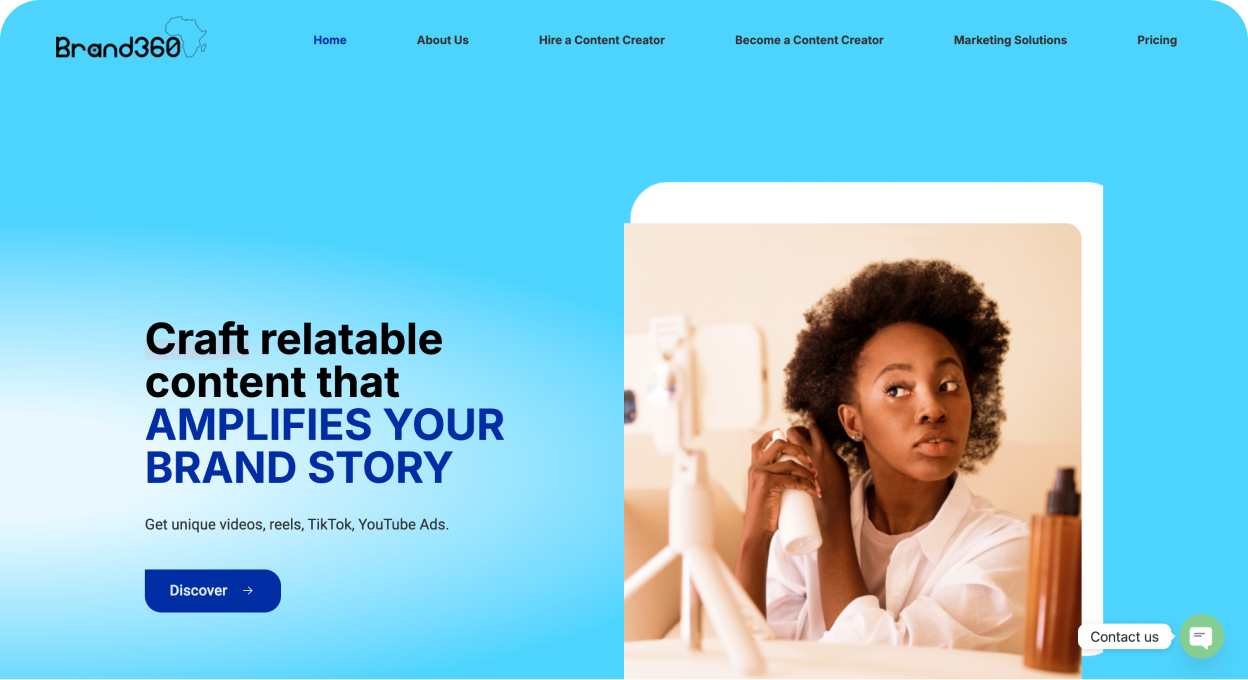 Brand360
Home
About Us
Hire a Content Creator
Become a Content Creator
Marketing Solutions
Pricing
Craft relatable
content that
AMPLIFIES YOUR
BRAND STORY
Get unique videos, reels, TikTok, YouTube Ads.
Discover →
Contact us